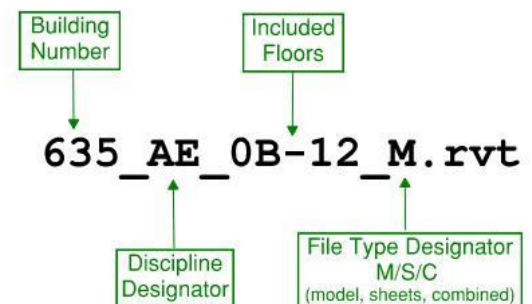 Building
Number
Included
Floors
635_AE_0B-12_M.rvt
Discipline
Designator
File Type Designator
M/S/C
(model, sheets, combined)